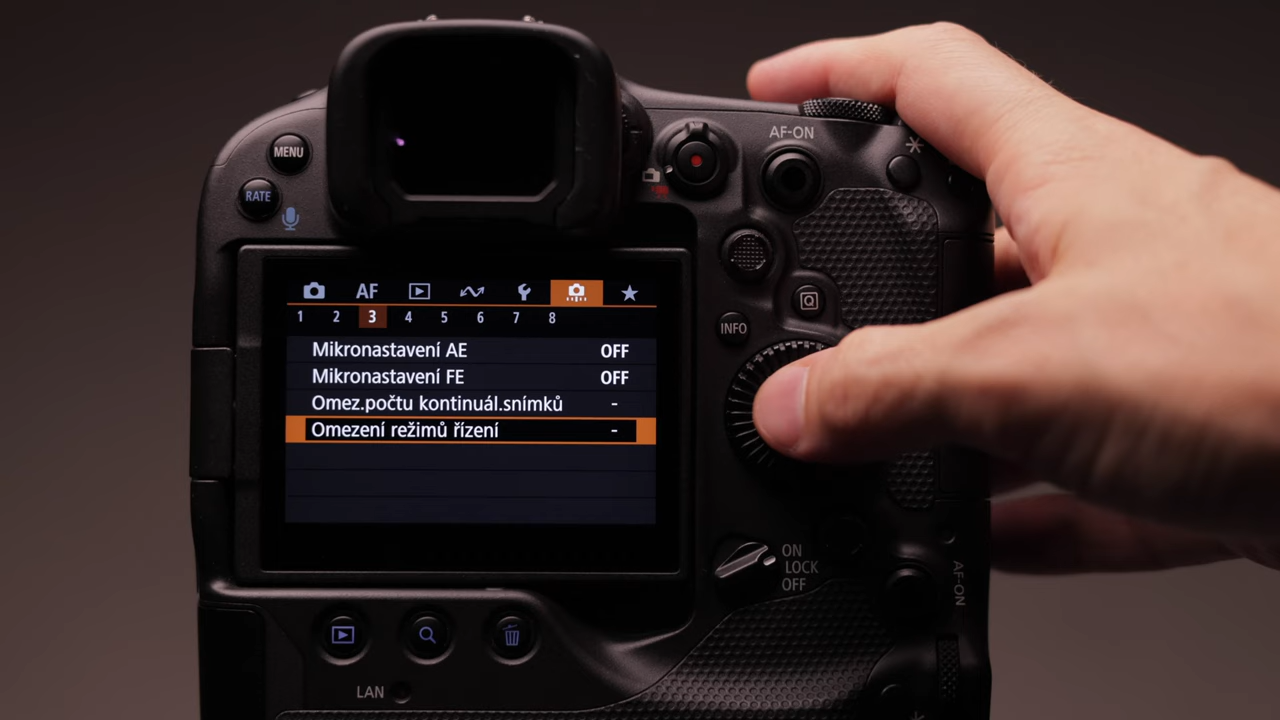 AF-ON
MENU
RATE
AF
1 2 3 4 5 6 7 8
Q
INFO
Mikronastavení AE OFF
Mikronastavení FE OFF
Omez.počtu kontinuál.snímků -
Omezení režimů řízení -
ON
LOCK
OFF
AF-ON
LAN